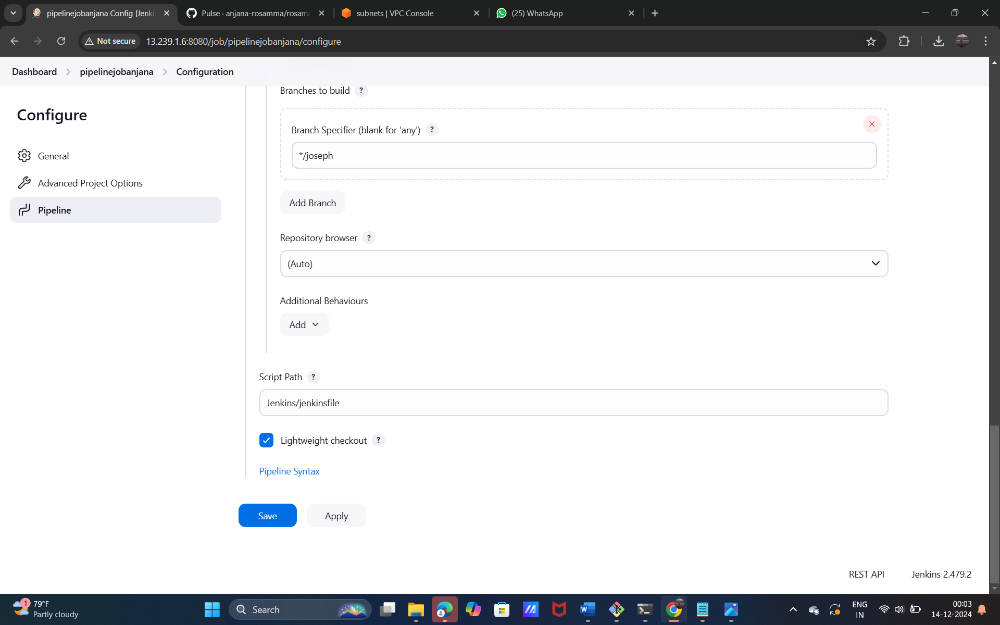 pipelinejobanjana Config [Jenki
Pulse · anjana-rosamma/rosam
subnets | VPC Console
(25) WhatsApp
Not secure
13.239.1.6:8080/job/pipelinejobanjana/configure
Dashboard
pipelinejobanjana
Configuration
Configure
General
Advanced Project Options
Pipeline
Branches to build ?
Branch Specifier (blank for 'any') ?
*/joseph
Add Branch
Repository browser ?
(Auto)
Additional Behaviours
Add
Script Path ?
Jenkins/jenkinsfile
Lightweight checkout ?
Pipeline Syntax
Save
Apply
REST API
Jenkins 2.479.2
1
79°F
Partly cloudy
Search
ENG
IN
00:03
14-12-2024